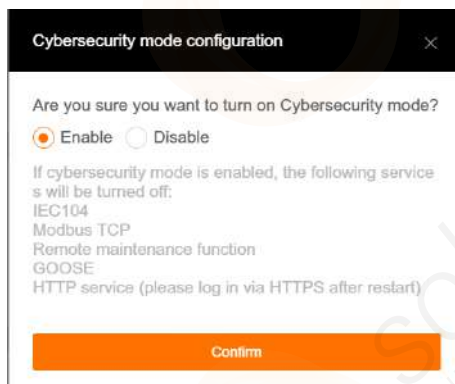 Cybersecurity mode configuration
Are you sure you want to turn on Cybersecurity mode?
Enable Disable
If cybersecurity mode is enabled, the following service
s will be turned off:
IEC104
Modbus TCP
Remote maintenance function
GOOSE
HTTP service (please log in via HTTPS after restart)
Confirm